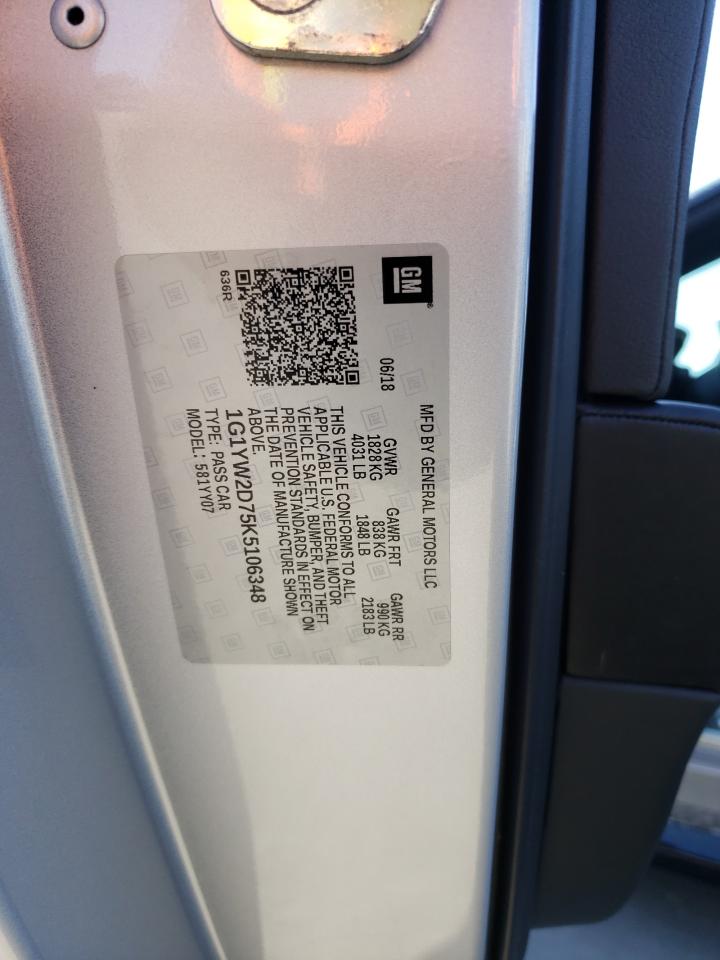 GM
®
MFD BY GENERAL MOTORS LLC
06/18 GVWR GAWR FRT GAWR RR
1828 KG 838 KG 990 KG
4031 LB 1848 LB 2183 LB
THIS VEHICLE CONFORMS TO ALL
APPLICABLE U.S. FEDERAL MOTOR
VEHICLE SAFETY, BUMPER, AND THEFT
PREVENTION STANDARDS IN EFFECT ON
THE DATE OF MANUFACTURE SHOWN
ABOVE.
1G1YW2D75K5106348
TYPE: PASS CAR
MODEL: 581YY07
636R